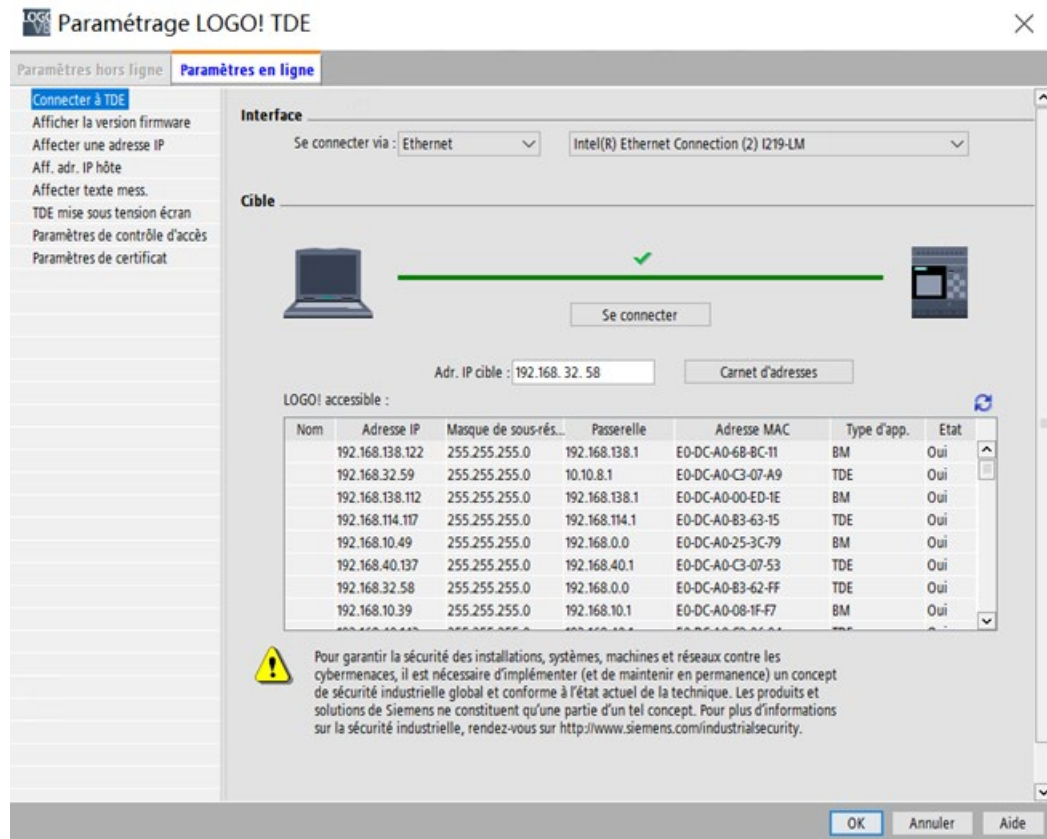 Paramétrage LOGO! TDE
Paramètres hors ligne
Paramètres en ligne
Connecter à TDE
Afficher la version firmware
Affecter une adresse IP
Aff. adr. IP hôte
Affecter texte mess.
TDE mise sous tension écran
Paramètres de contrôle d'accès
Paramètres de certificat
Interface
Se connecter via : Ethernet Intel(R) Ethernet Connection (2) I219-LM
Cible
Se connecter
Adr. IP cible : 192.168. 32. 58 Carnet d'adresses
LOGO! accessible :
Nom Adresse IP Masque de sous-rés... Passerelle Adresse MAC Type d'app. Etat
192.168.138.122 255.255.255.0 192.168.138.1 E0-DC-A0-6B-BC-11 BM Oui
192.168.32.59 255.255.255.0 10.10.8.1 E0-DC-A0-C3-07-A9 TDE Oui
192.168.138.112 255.255.255.0 192.168.138.1 E0-DC-A0-00-ED-1E BM Oui
192.168.114.117 255.255.255.0 192.168.114.1 E0-DC-A0-B3-63-15 TDE Oui
192.168.10.49 255.255.255.0 192.168.0.0 E0-DC-A0-25-3C-79 BM Oui
192.168.40.137 255.255.255.0 192.168.40.1 E0-DC-A0-C3-07-53 TDE Oui
192.168.32.58 255.255.255.0 192.168.0.0 E0-DC-A0-B3-62-FF TDE Oui
192.168.10.39 255.255.255.0 192.168.10.1 E0-DC-A0-08-1F-F7 BM Oui
Pour garantir la sécurité des installations, systèmes, machines et réseaux contre les
cybermenaces, il est nécessaire d'implémenter (et de maintenir en permanence) un concept
de sécurité industrielle global et conforme à l'état actuel de la technique. Les produits et
solutions de Siemens ne constituent qu'une partie d'un tel concept. Pour plus d'informations
sur la sécurité industrielle, rendez-vous sur http://www.siemens.com/industrialsecurity.
OK Annuler Aide